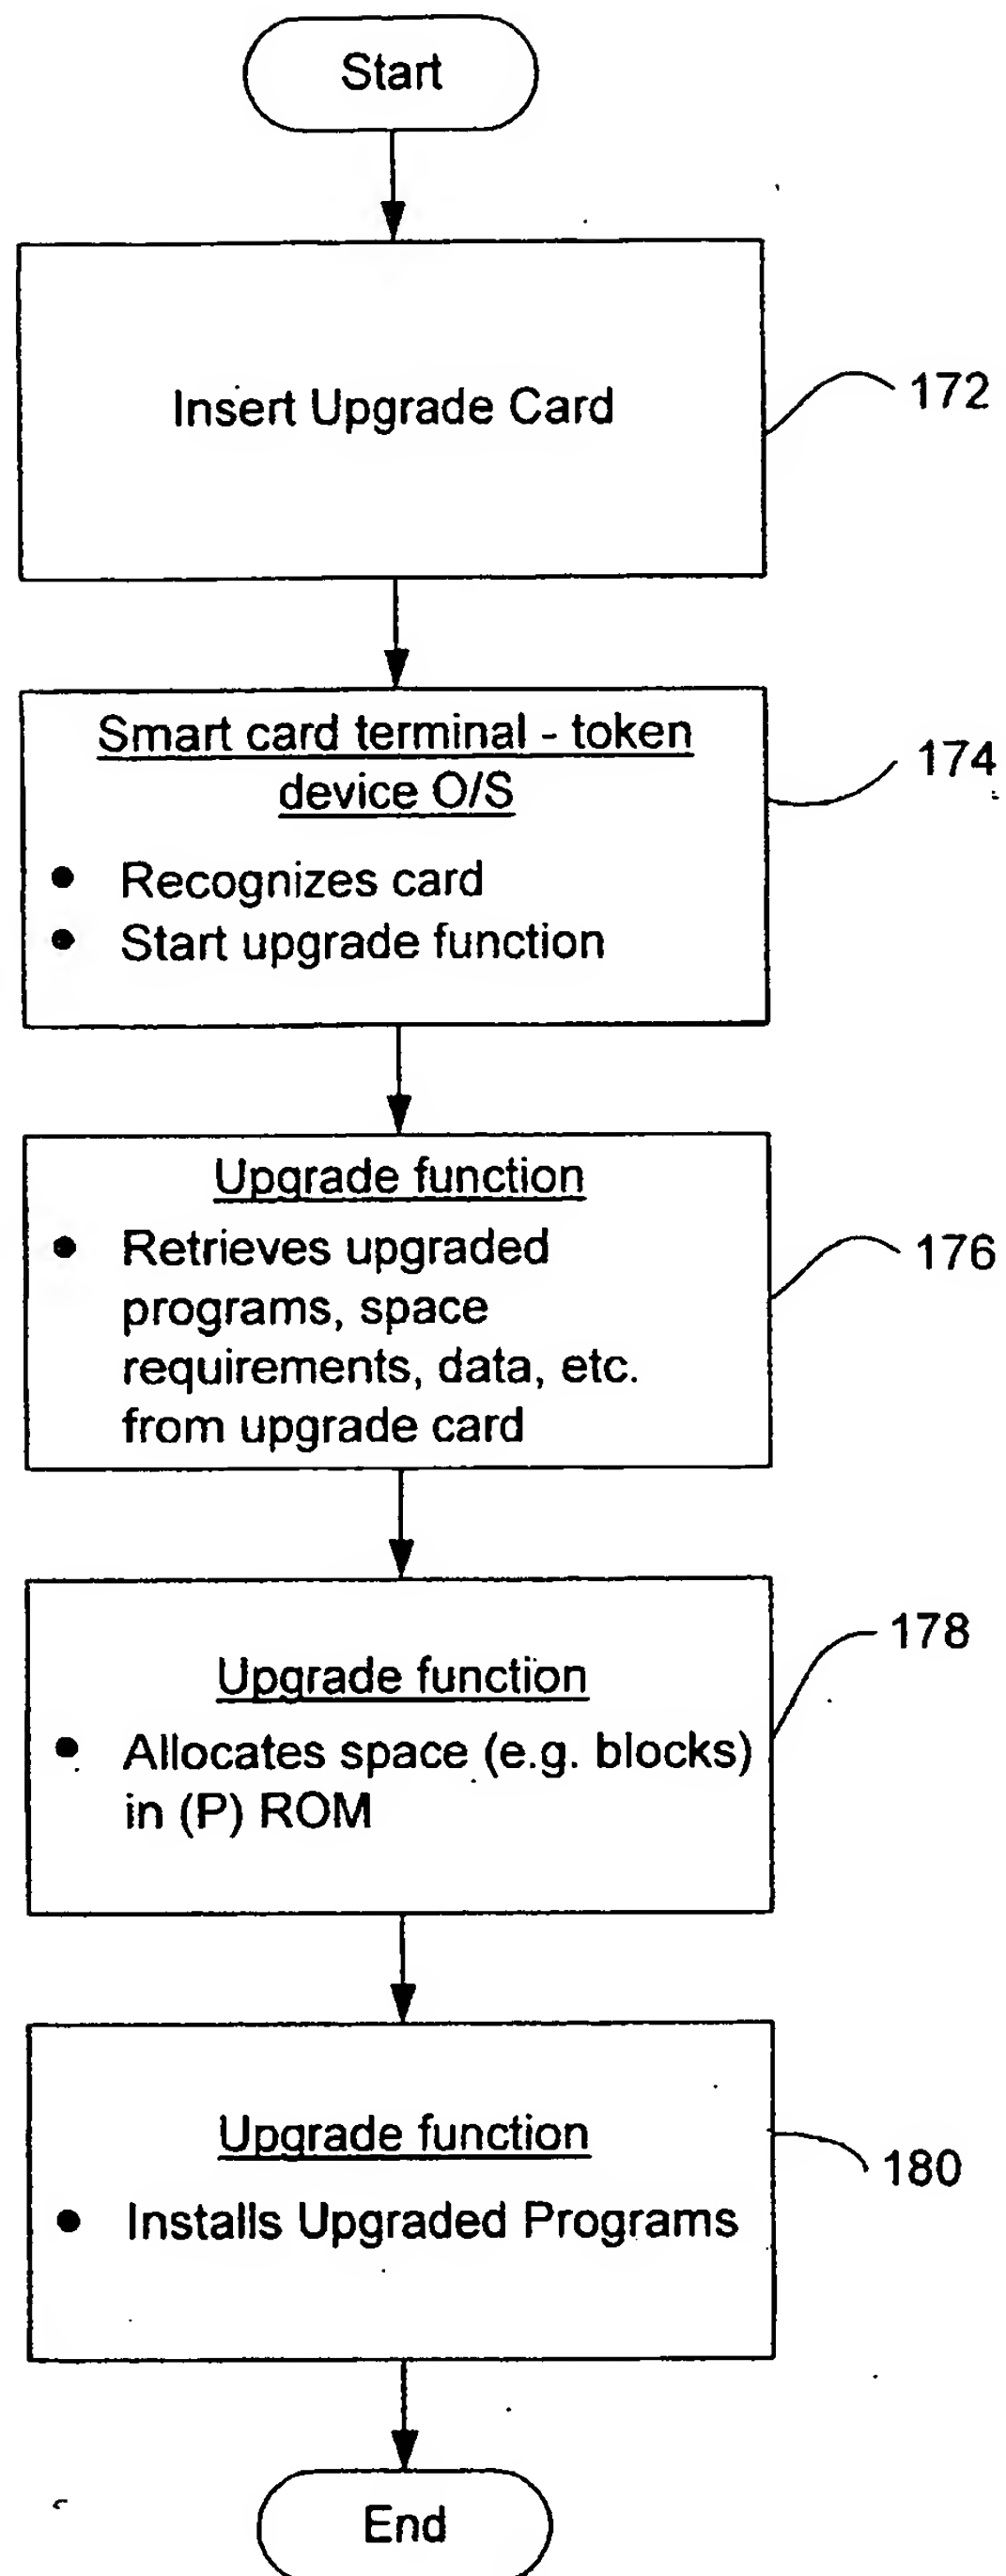 Start
Insert Upgrade Card
172
Smart card terminal - token
device O/S
• Recognizes card
• Start upgrade function
174
Upgrade function
• Retrieves upgraded
programs, space
requirements, data, etc.
from upgrade card
176
Upgrade function
• Allocates space (e.g. blocks)
in (P) ROM
178
Upgrade function
• Installs Upgraded Programs
180
End